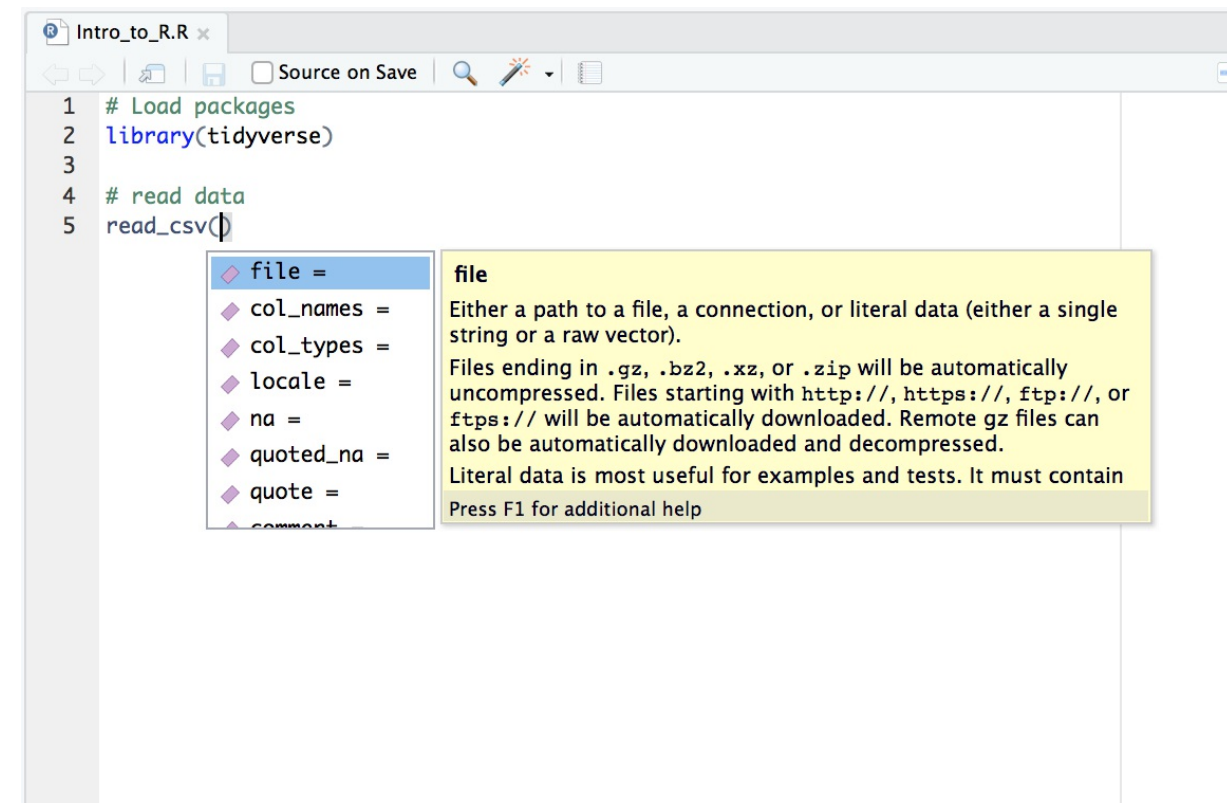 Intro_to_R.R
Source on Save
1 # Load packages
2 library(tidyverse)
3
4 # read data
5 read_csv()
file =
col_names =
col_types =
locale =
na =
quoted_na =
quote =
comment =
file
Either a path to a file, a connection, or literal data (either a single
string or a raw vector).
Files ending in .gz, .bz2, .xz, or .zip will be automatically
uncompressed. Files starting with http://, https://, ftp://, or
ftps:// will be automatically downloaded. Remote gz files can
also be automatically downloaded and decompressed.
Literal data is most useful for examples and tests. It must contain
Press F1 for additional help